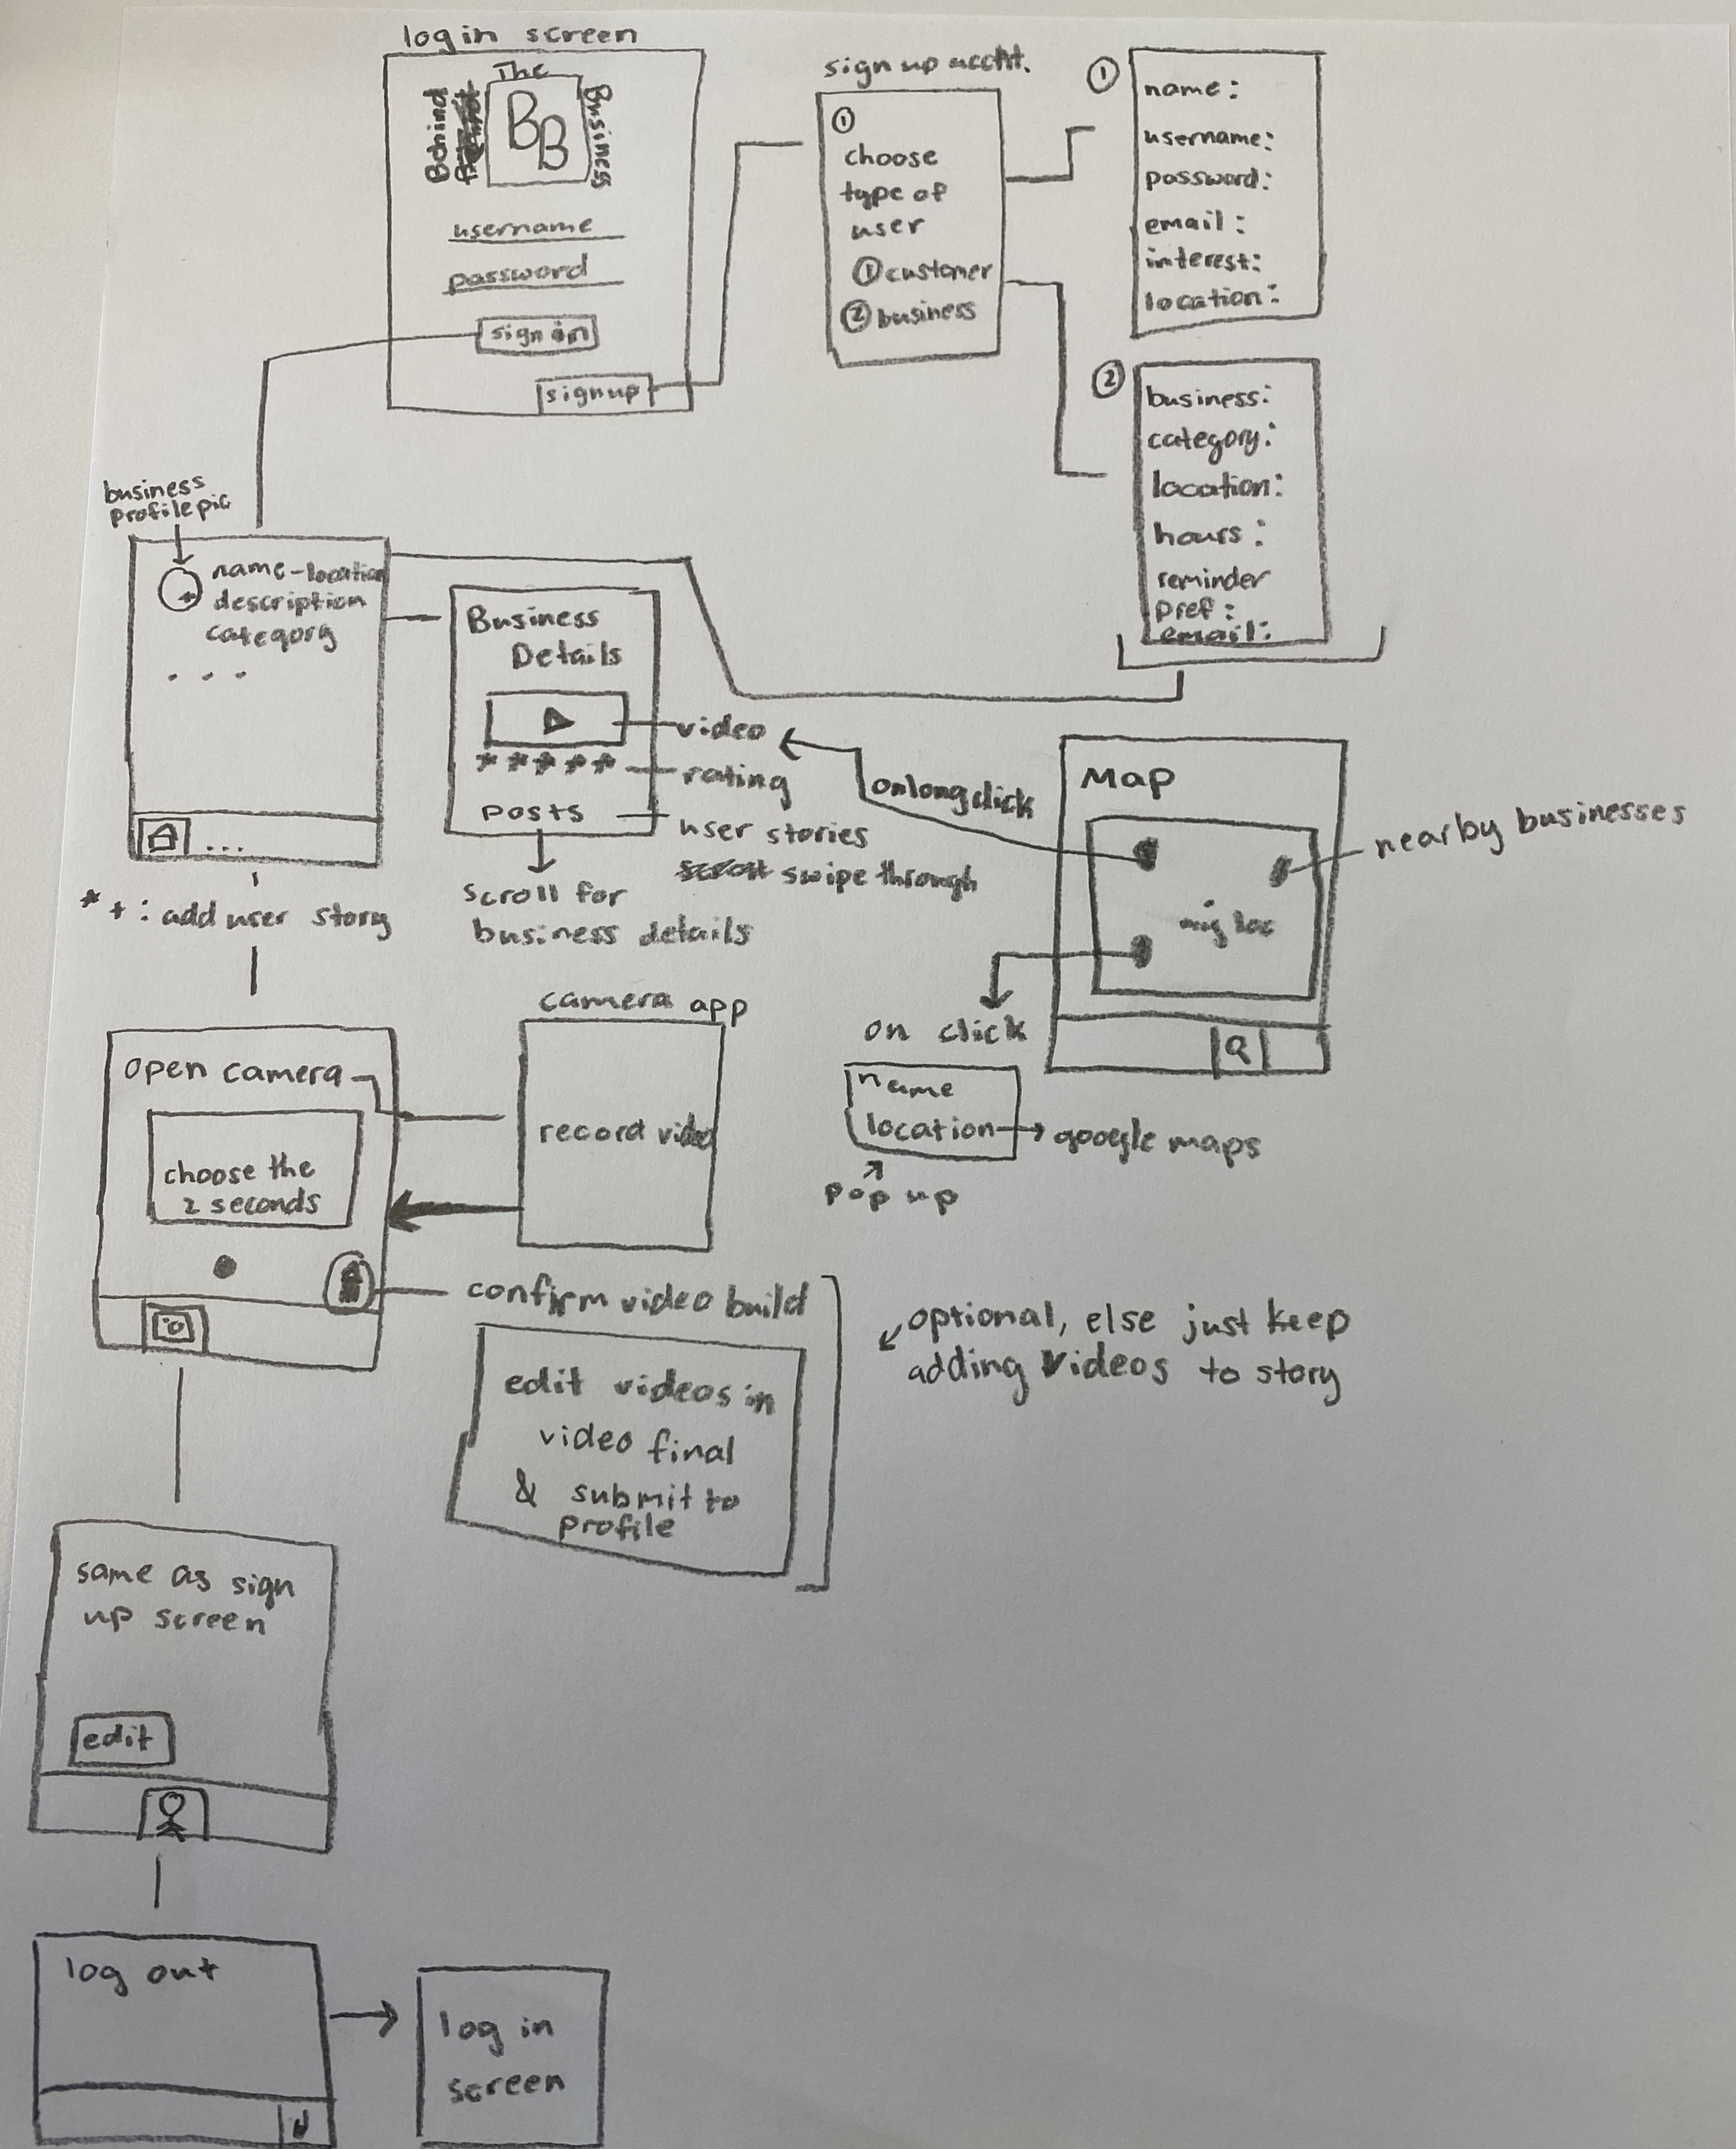 log in screen
The
Behind
BB
Business
username
password
sign in
sign up
sign up accnt.
①
choose
type of
user
① customer
② business
①
name:
username:
password:
email:
interest:
location:
②
business:
category:
location:
hours:
reminder
pref:
email:
business
profile pic
name-location
description
category
...
...
* + : add user story
Business
Details
* * * * *
posts
video
rating
user stories
swipe through
scroll for
business details
on long click
Map
my loc
nearby businesses
on click
name
location
google maps
pop up
open camera
choose the
2 seconds
camera app
record video
confirm video build
edit videos in
video final
& submit to
profile
optional, else just keep
adding videos to story
same as sign
up screen
edit
log out
log in
screen